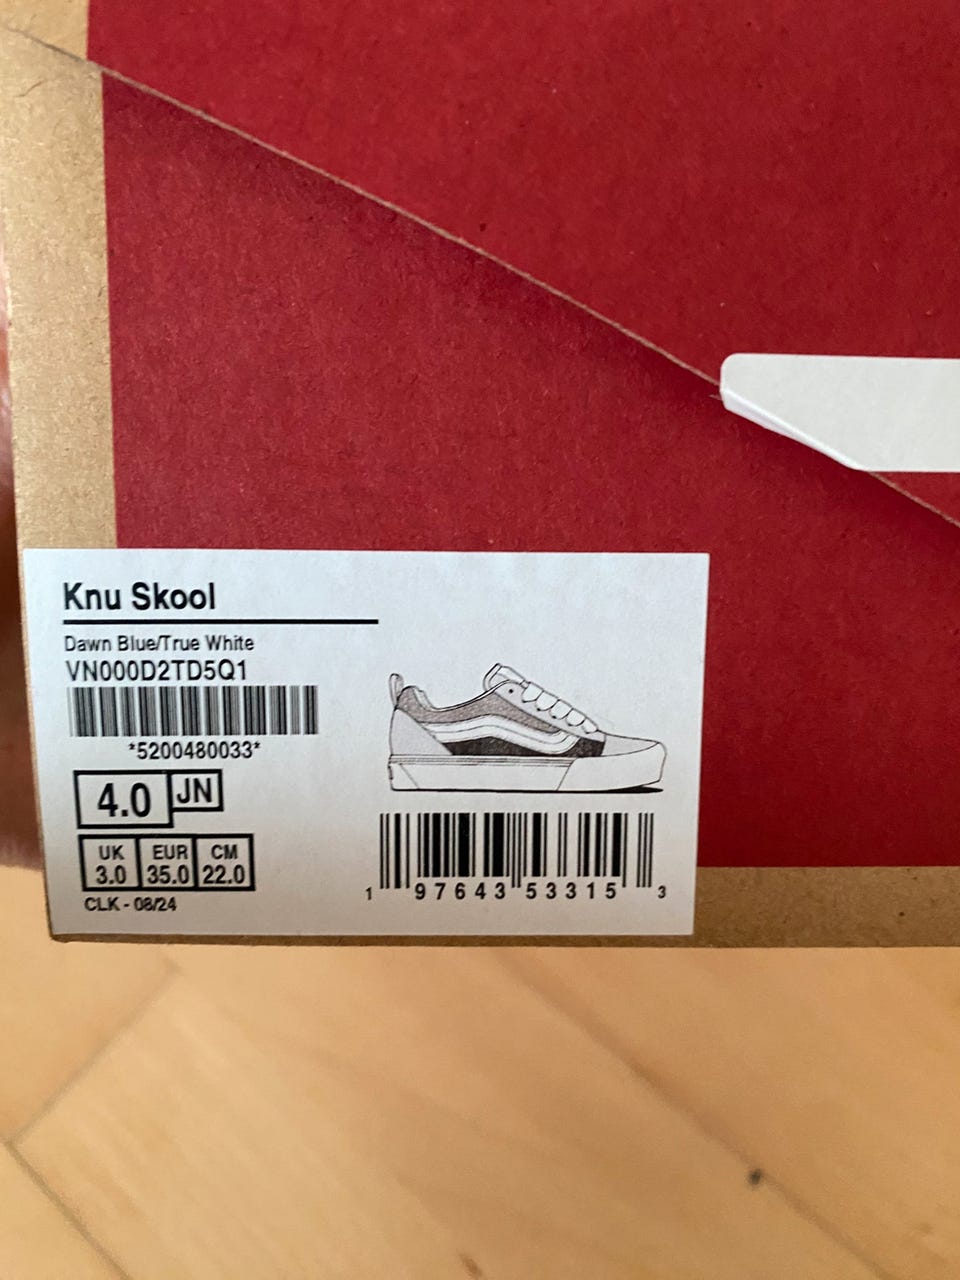 Knu Skool
Dawn Blue/True White
VN000D2TD5Q1
*5200480033*
4.0 JN
UK EUR CM
3.0 35.0 22.0
CLK - 08/24
1 97643 53315 3